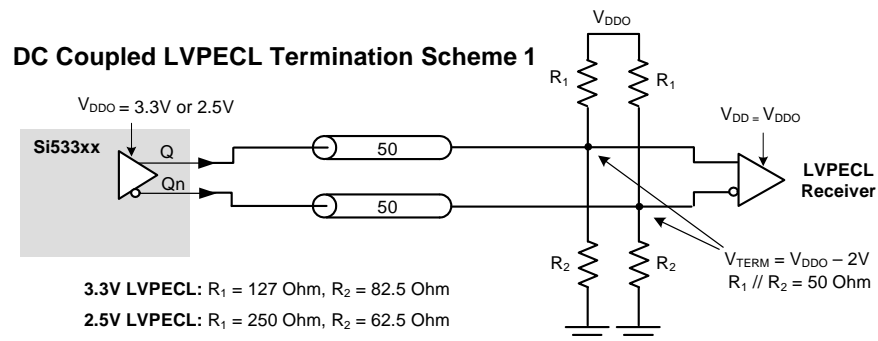 DC Coupled LVPECL Termination Scheme 1
VDDO
R1
R1
VDDO = 3.3V or 2.5V
VDD = VDDO
Si533xx
Q
Qn
50
50
LVPECL
Receiver
R2
R2
VTERM = VDDO – 2V
R1 // R2 = 50 Ohm
3.3V LVPECL: R1 = 127 Ohm, R2 = 82.5 Ohm
2.5V LVPECL: R1 = 250 Ohm, R2 = 62.5 Ohm